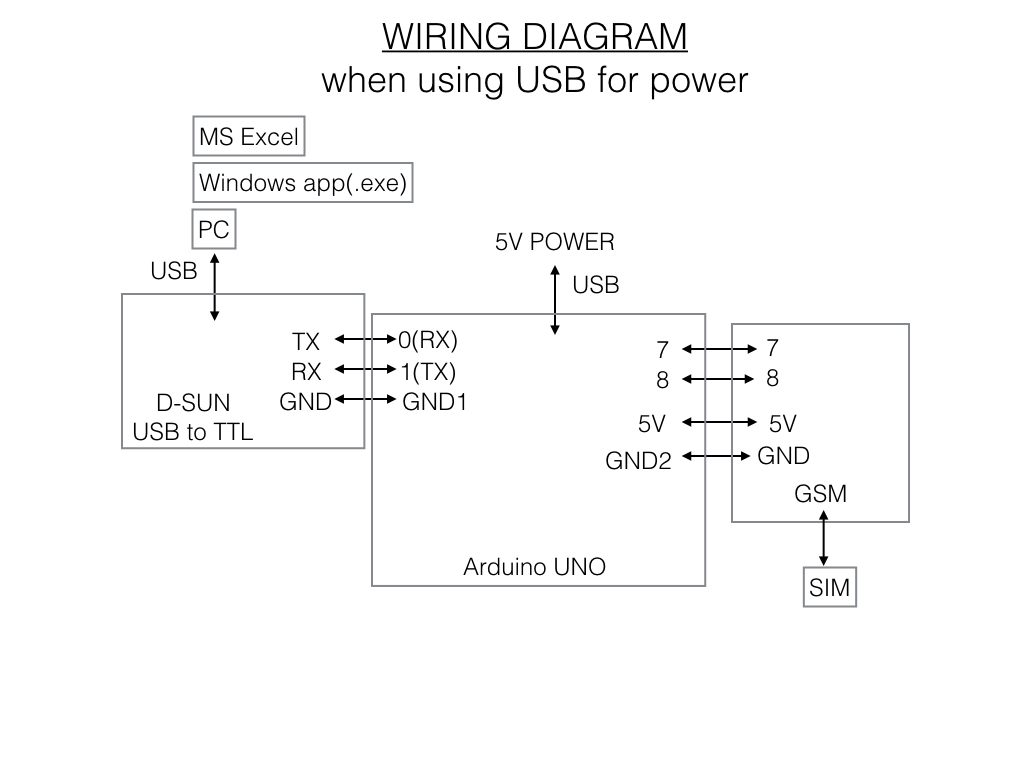 WIRING DIAGRAM
when using USB for power
MS Excel
Windows app(.exe)
PC
USB
5V POWER
USB
TX
RX
GND
D-SUN
USB to TTL
0(RX)
1(TX)
GND1
7
8
5V
GND2
Arduino UNO
7
8
5V
GND
GSM
SIM